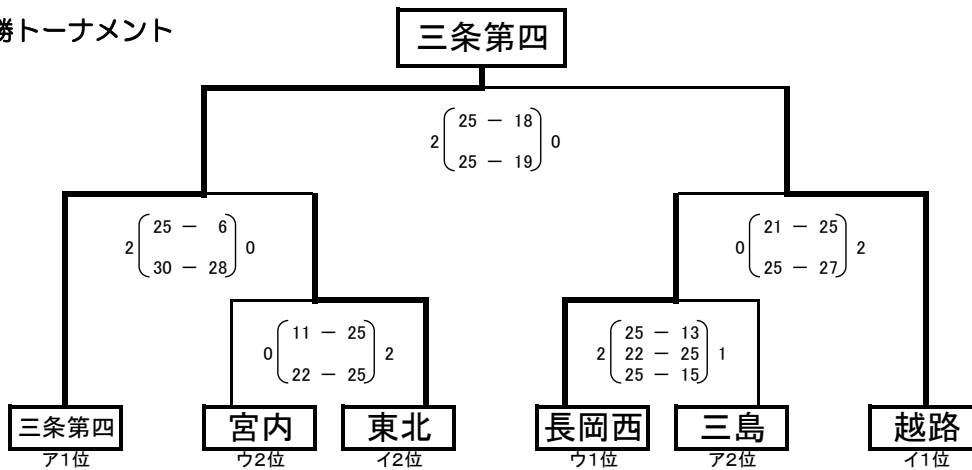 勝トーナメント
三条第四
2 25 － 18 0
25 － 19
2 25 － 6 0
30 － 28
0 21 － 25 2
25 － 27
0 11 － 25 2
22 － 25
2 25 － 13 1
22 － 25
25 － 15
三条第四 宮内 東北 長岡西 三島 越路
ア1位 ウ2位 イ2位 ウ1位 ア2位 イ1位